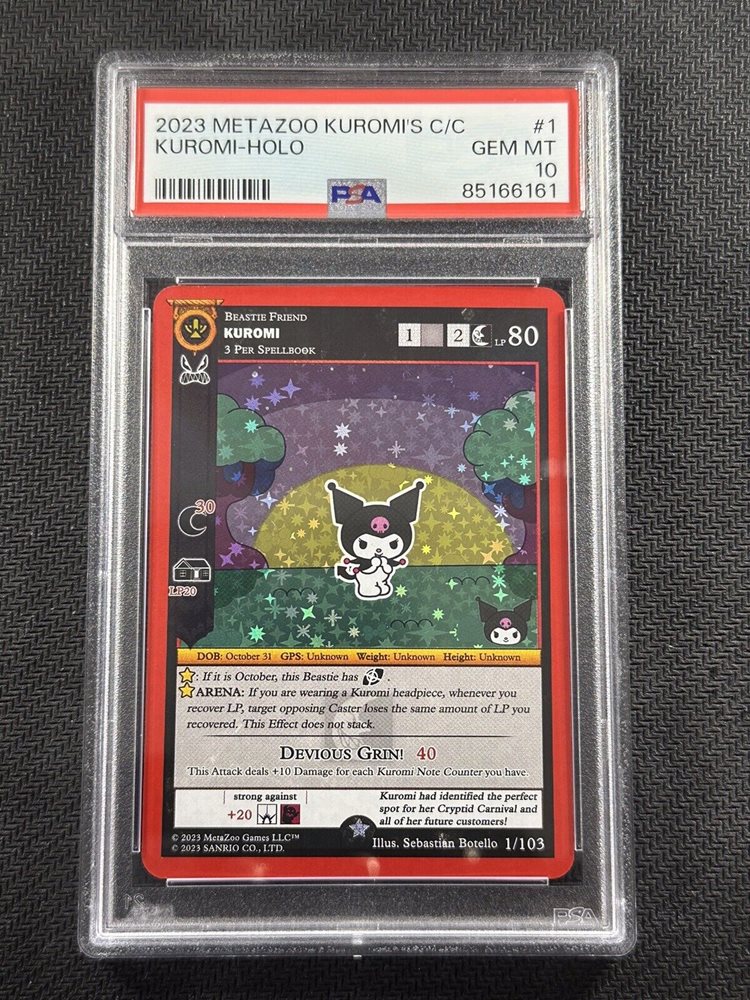 2023 METAZOO KUROMI'S C/C #1
KUROMI-HOLO GEM MT
10
PSA 85166161
BEASTIE FRIEND
KUROMI
3 PER SPELLBOOK
1 2 LP 80
30
LP20
DOB: October 31 GPS: Unknown Weight: Unknown Height: Unknown
: If it is October, this Beastie has .
ARENA: If you are wearing a Kuromi headpiece, whenever you
recover LP, target opposing Caster loses the same amount of LP you
recovered. This Effect does not stack.
DEVIOUS GRIN! 40
This Attack deals +10 Damage for each Kuromi Note Counter you have.
strong against
+20
Kuromi had identified the perfect
spot for her Cryptid Carnival and
all of her future customers!
© 2023 MetaZoo Games LLC™
© 2023 SANRIO CO., LTD.
Illus. Sebastian Botello 1/103
PSA